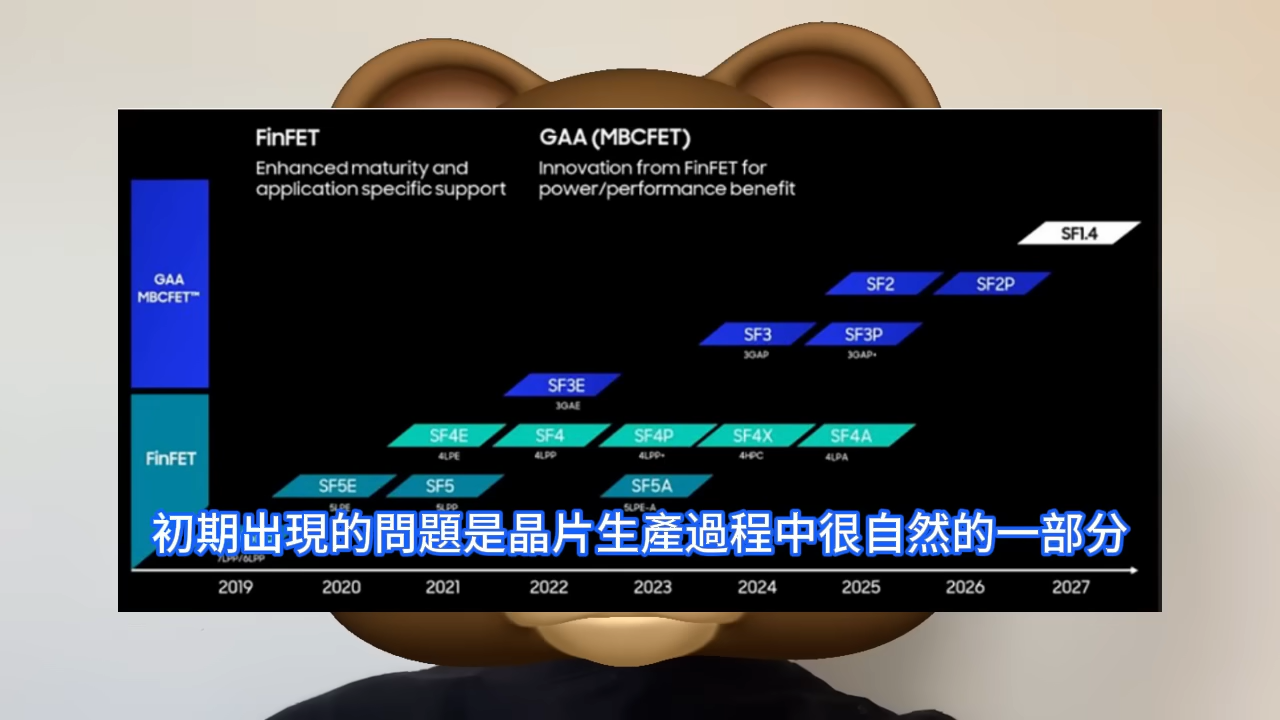 FinFET
Enhanced maturity and
application specific support
GAA (MBCFET)
Innovation from FinFET for
power/performance benefit
GAA
MBCFET™
FinFET
SF1.4
SF2
SF2P
SF3
3GAP
SF3P
3GAP+
SF3E
3GAE
SF4E
4LPE
SF4
4LPP
SF4P
4LPP+
SF4X
4HPC
SF4A
4LPA
SF5E
5LPE
SF5
5LPP
SF5A
5LPE-A
7LPP/6LPP
初期出現的問題是晶片生產過程中很自然的一部分
2019 2020 2021 2022 2023 2024 2025 2026 2027